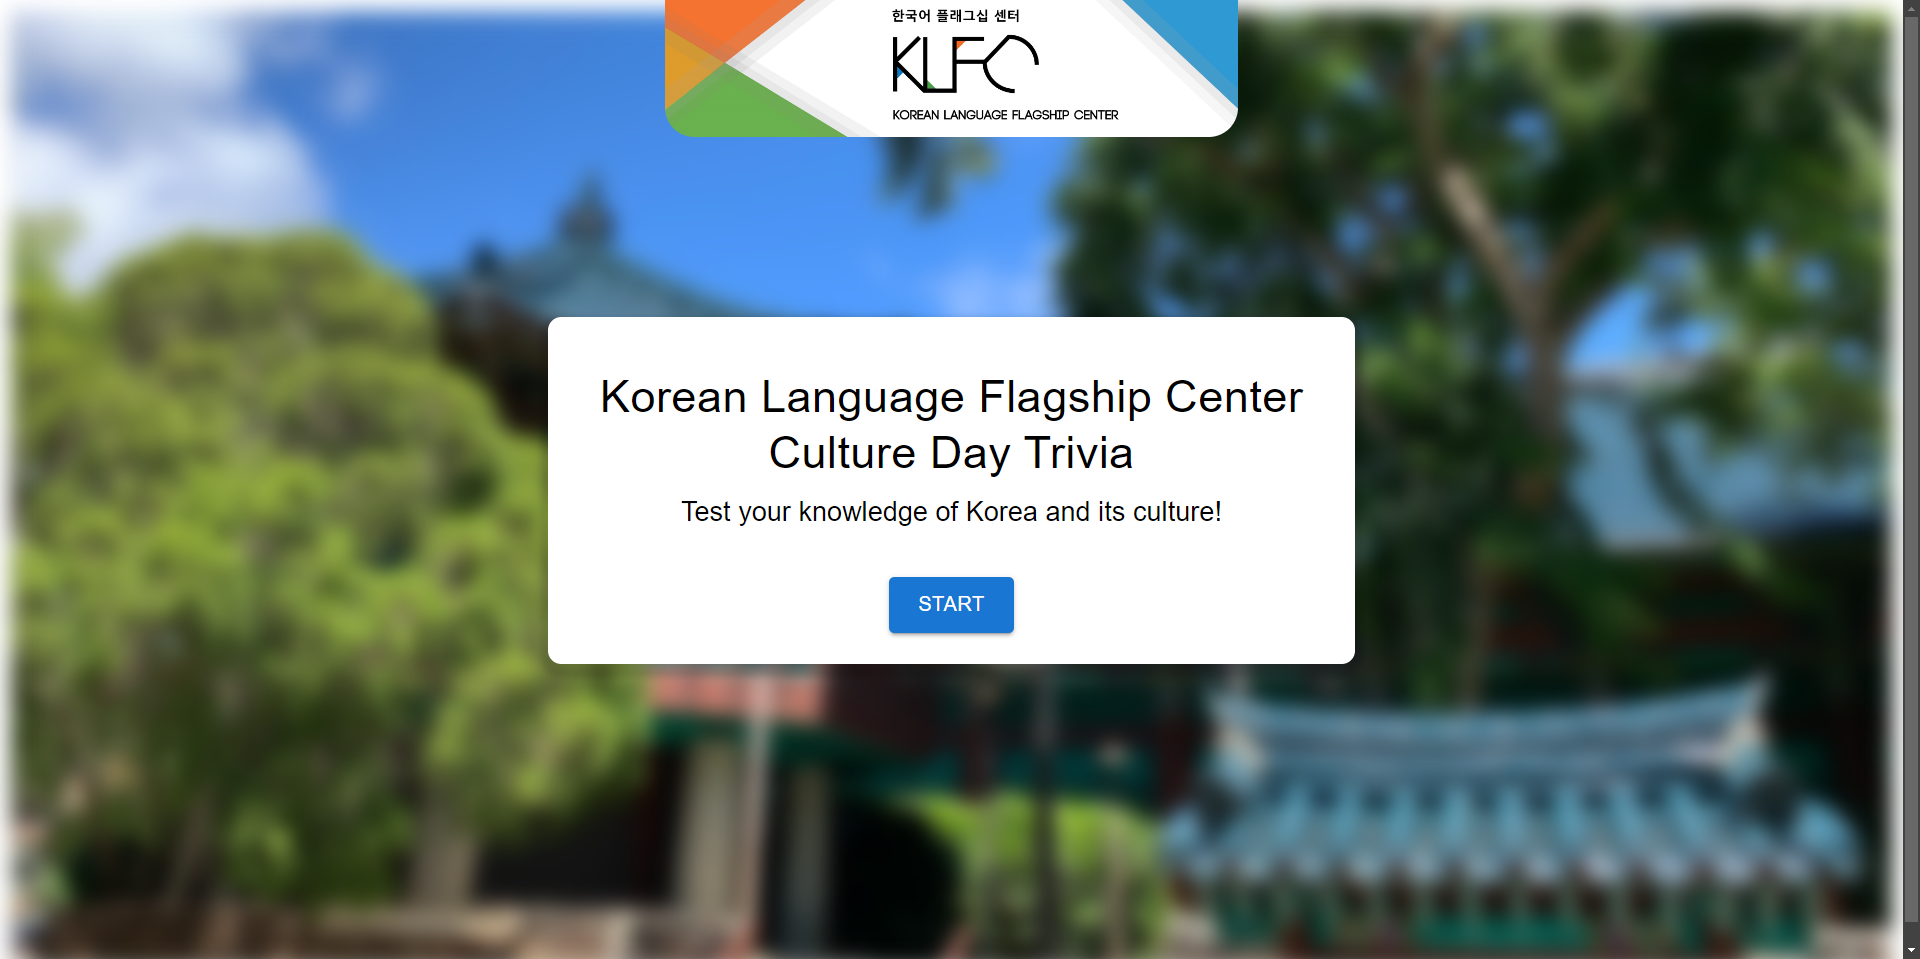 한국어 플래그십 센터
KLFC
KOREAN LANGUAGE FLAGSHIP CENTER
Korean Language Flagship Center
Culture Day Trivia
Test your knowledge of Korea and its culture!
START